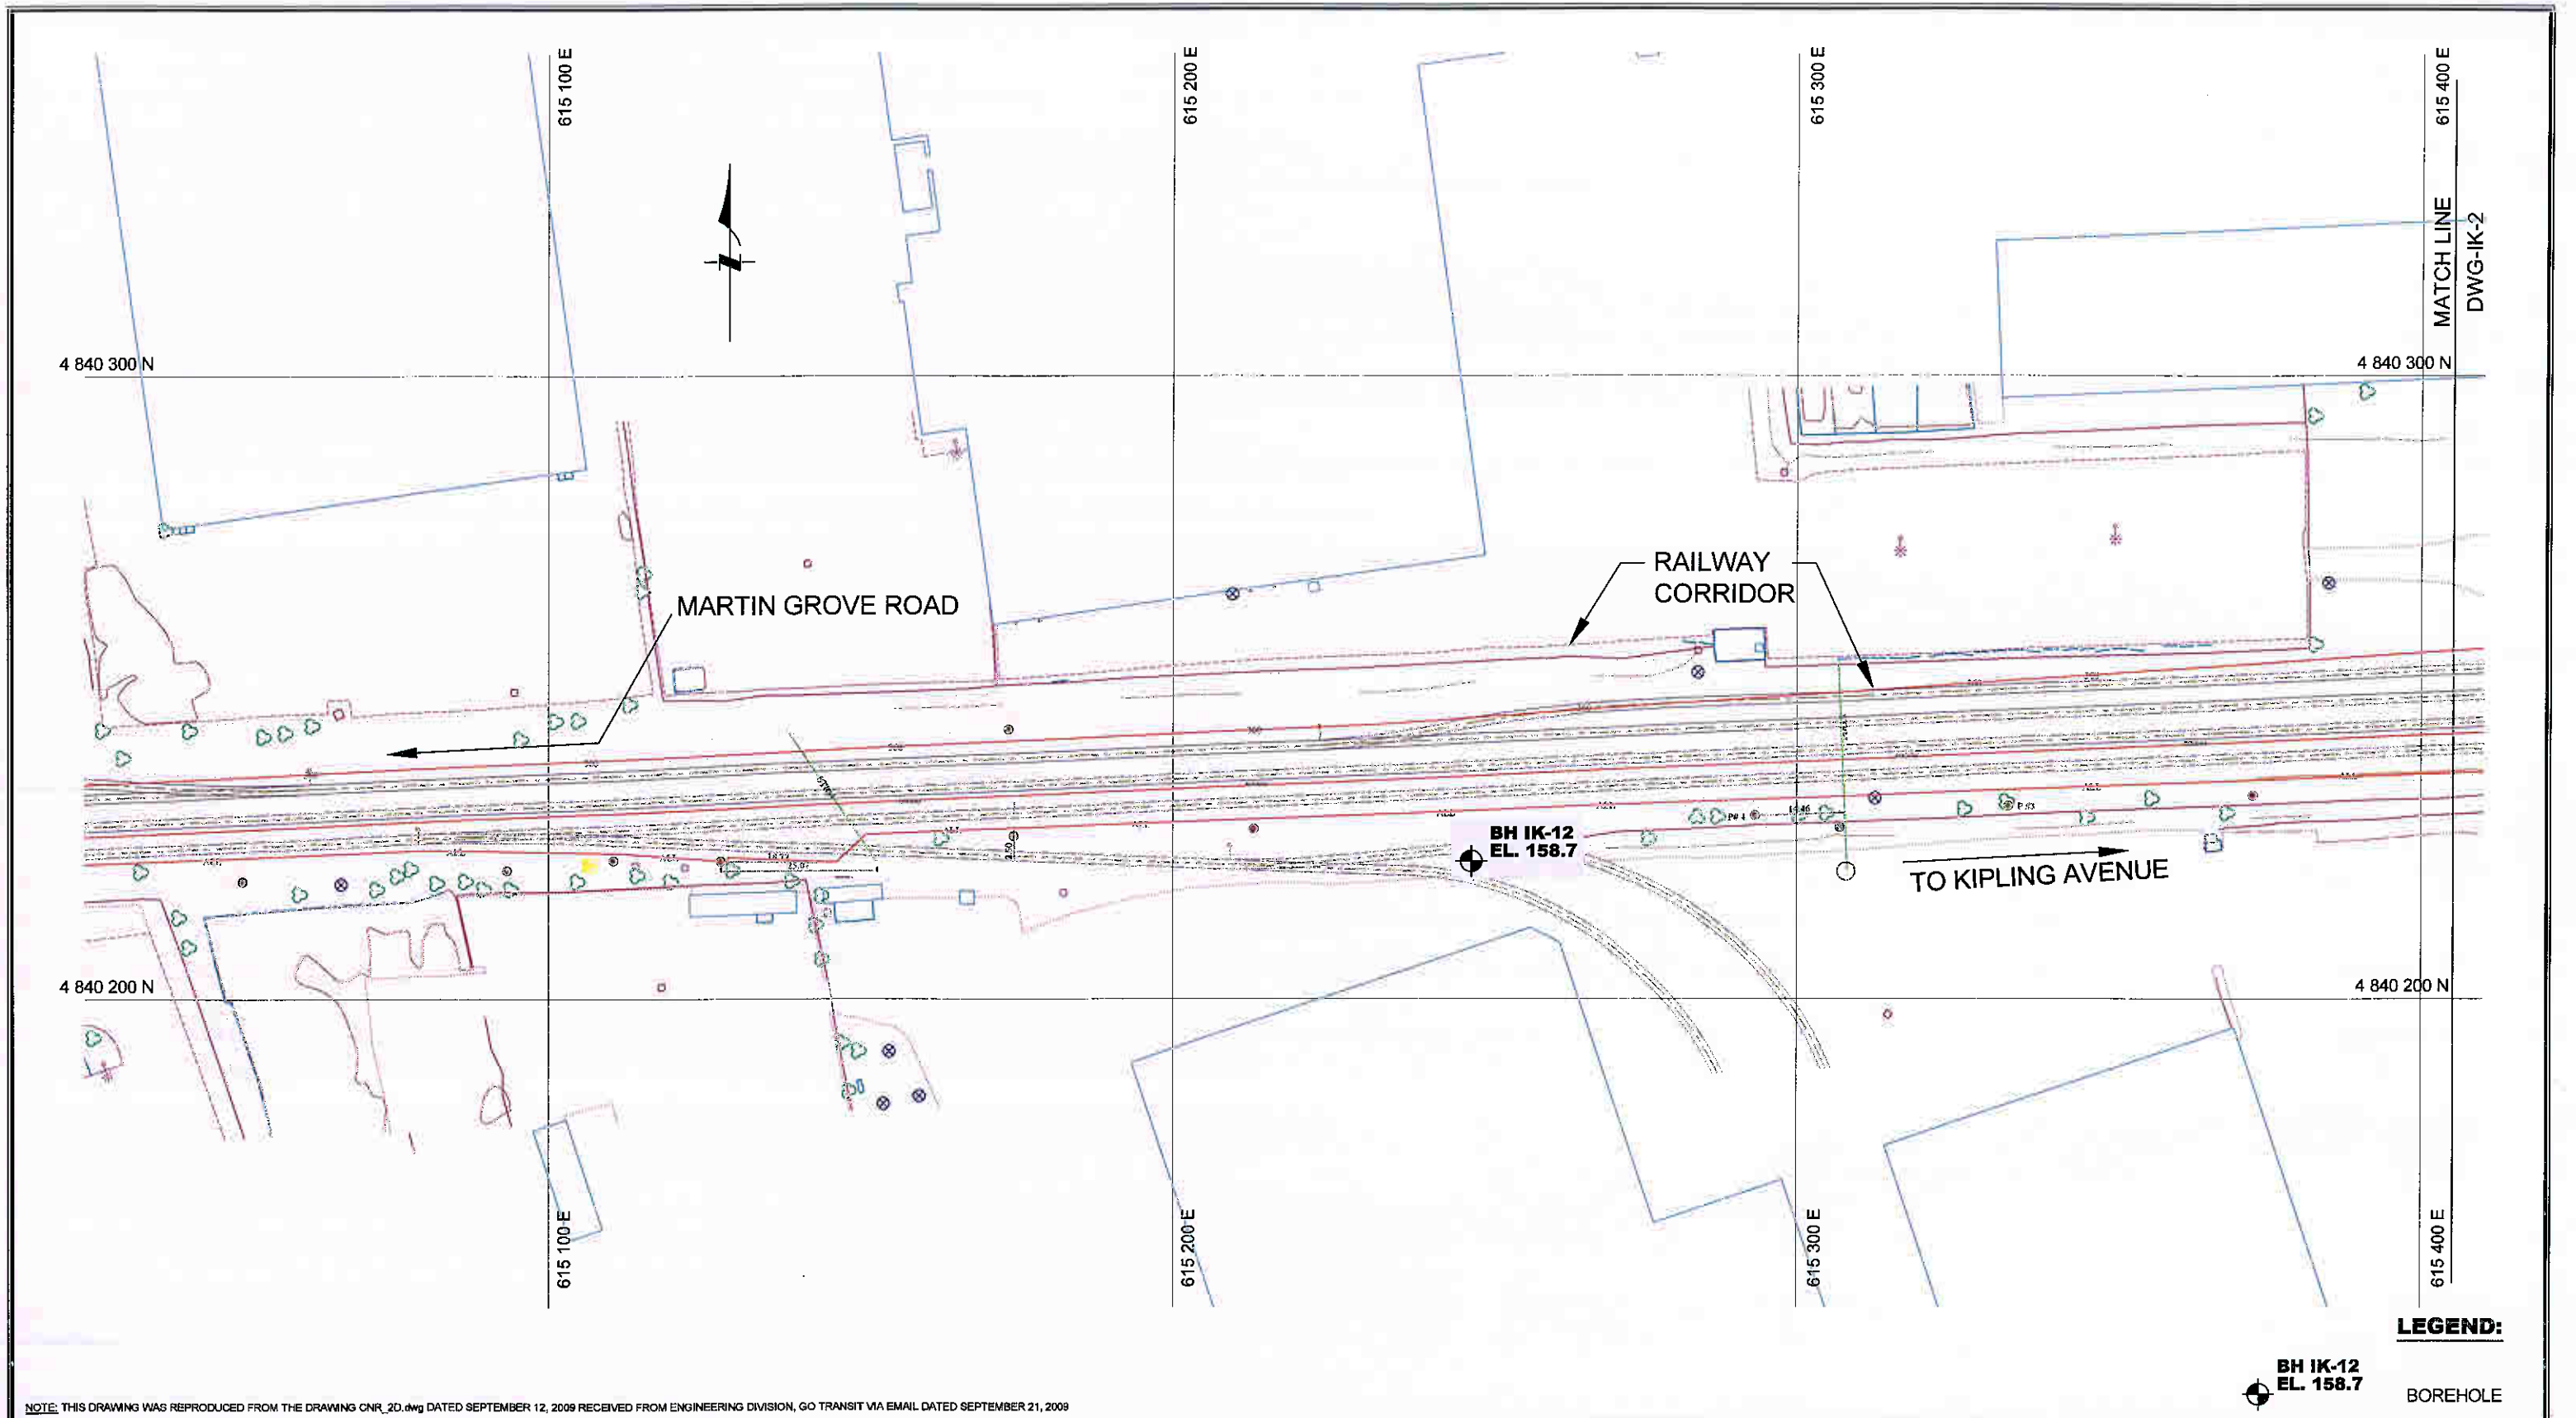 615 100 E
615 200 E
615 300 E
615 400 E
MATCH LINE
DWG-IK-2
4 840 300 N
4 840 300 N
RAILWAY
CORRIDOR
MARTIN GROVE ROAD
BH IK-12
EL. 158.7
TO KIPLING AVENUE
4 840 200 N
4 840 200 N
615 100 E
615 200 E
615 300 E
615 400 E
LEGEND:
BH IK-12
EL. 158.7
BOREHOLE
NOTE: THIS DRAWING WAS REPRODUCED FROM THE DRAWING CNR_2D.dwg DATED SEPTEMBER 12, 2009 RECEIVED FROM ENGINEERING DIVISION, GO TRANSIT VIA EMAIL DATED SEPTEMBER 21, 2009